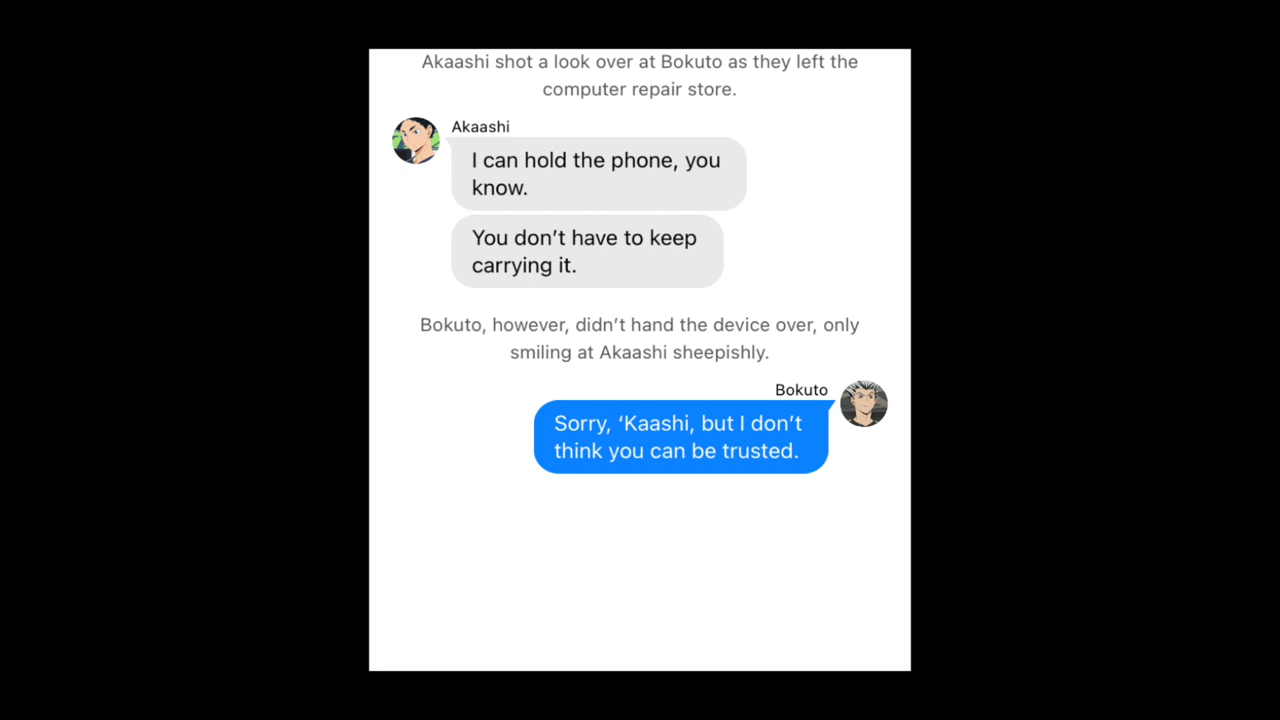 Akaashi shot a look over at Bokuto as they left the
computer repair store.
Akaashi
I can hold the phone, you
know.
You don’t have to keep
carrying it.
Bokuto, however, didn’t hand the device over, only
smiling at Akaashi sheepishly.
Bokuto
Sorry, ‘Kaashi, but I don’t
think you can be trusted.